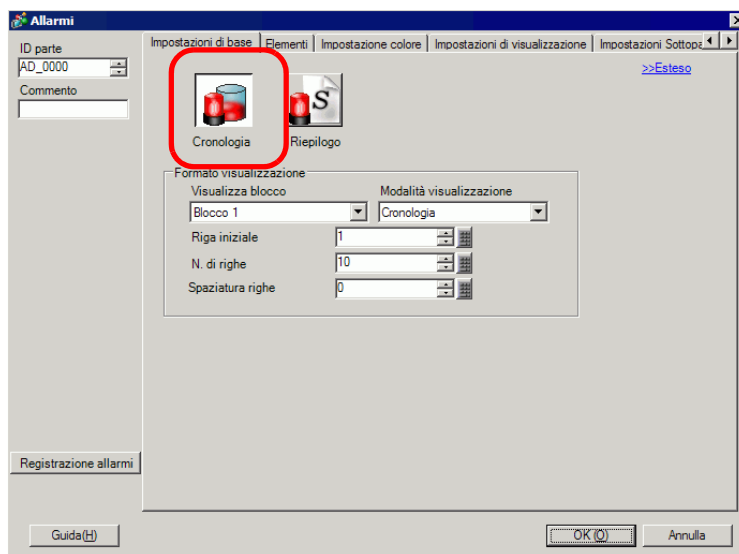 Allarmi
ID parte
AD_0000
Commento
Impostazioni di base Elementi Impostazione colore Impostazioni di visualizzazione Impostazioni Sottopa
>>Esteso
S
Cronologia Riepilogo
Formato visualizzazione
Visualizza blocco Modalità visualizzazione
Blocco 1 Cronologia
Riga iniziale 1
N. di righe 10
Spaziatura righe 0
Registrazione allarmi
Guida(H) OK (O) Annulla